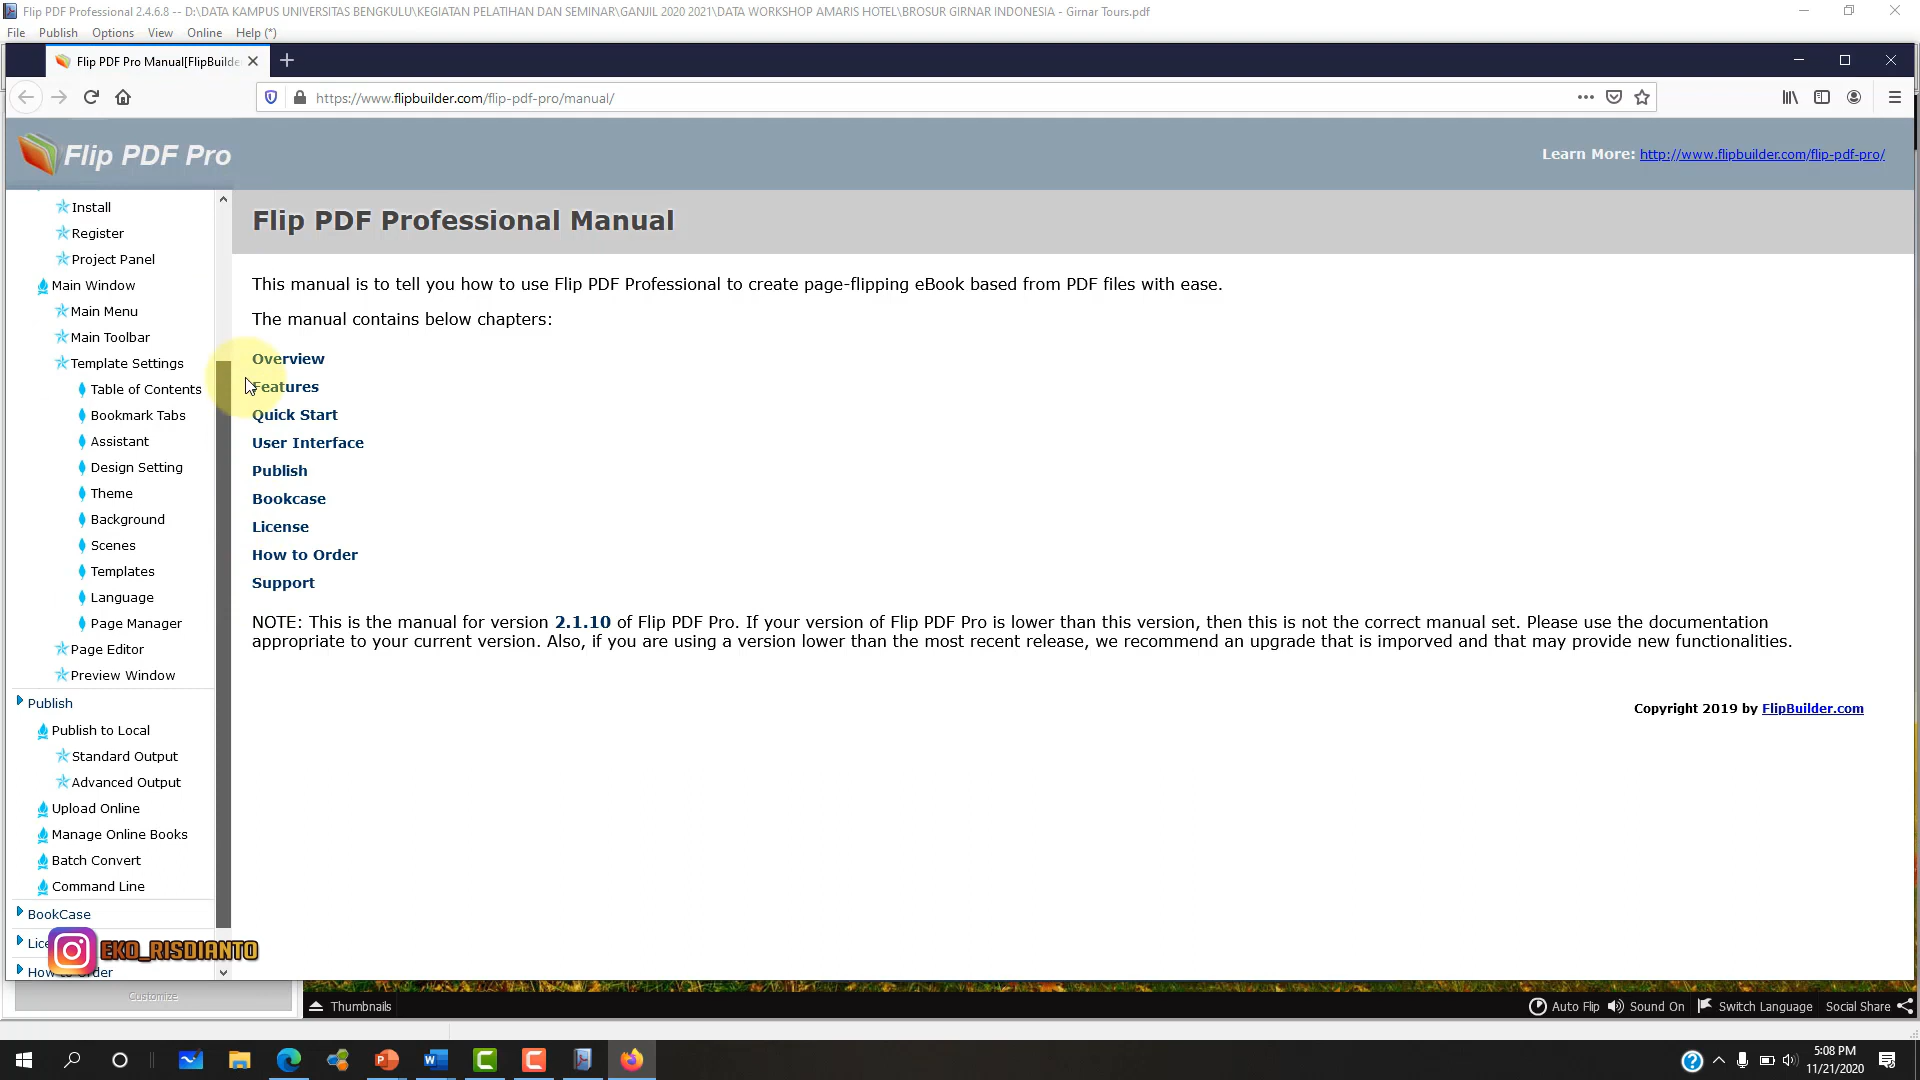 Flip PDF Professional 2.4.6.8 -- D:\DATA KAMPUS UNIVERSITAS BENGKULU\KEGIATAN PELATIHAN DAN SEMINAR\GANJIL 2020 2021\DATA WORKSHOP AMARIS HOTEL\BROSUR GIRNAR INDONESIA - Girnar Tours.pdf
File Publish Options View Online Help (*)
Flip PDF Pro Manual[FlipBuilde
https://www.flipbuilder.com/flip-pdf-pro/manual/
Flip PDF Pro
Learn More: http://www.flipbuilder.com/flip-pdf-pro/
Install
Register
Project Panel
Main Window
Main Menu
Main Toolbar
Template Settings
Table of Contents
Bookmark Tabs
Assistant
Design Setting
Theme
Background
Scenes
Templates
Language
Page Manager
Page Editor
Preview Window
Publish
Publish to Local
Standard Output
Advanced Output
Upload Online
Manage Online Books
Batch Convert
Command Line
BookCase
EKO_RISDIANTO
Flip PDF Professional Manual
This manual is to tell you how to use Flip PDF Professional to create page-flipping eBook based from PDF files with ease.
The manual contains below chapters:
Overview
Features
Quick Start
User Interface
Publish
Bookcase
License
How to Order
Support
NOTE: This is the manual for version 2.1.10 of Flip PDF Pro. If your version of Flip PDF Pro is lower than this version, then this is not the correct manual set. Please use the documentation
appropriate to your current version. Also, if you are using a version lower than the most recent release, we recommend an upgrade that is imporved and that may provide new functionalities.
Copyright 2019 by FlipBuilder.com
Customize
Thumbnails
Auto Flip Sound On Switch Language Social Share
5:08 PM
11/21/2020